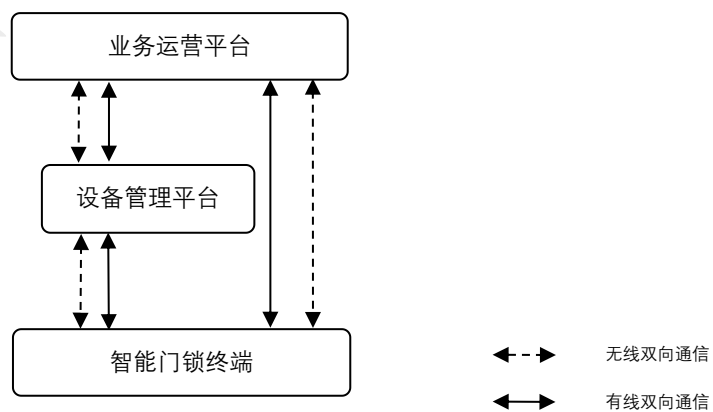 业务运营平台
设备管理平台
智能门锁终端
无线双向通信
有线双向通信